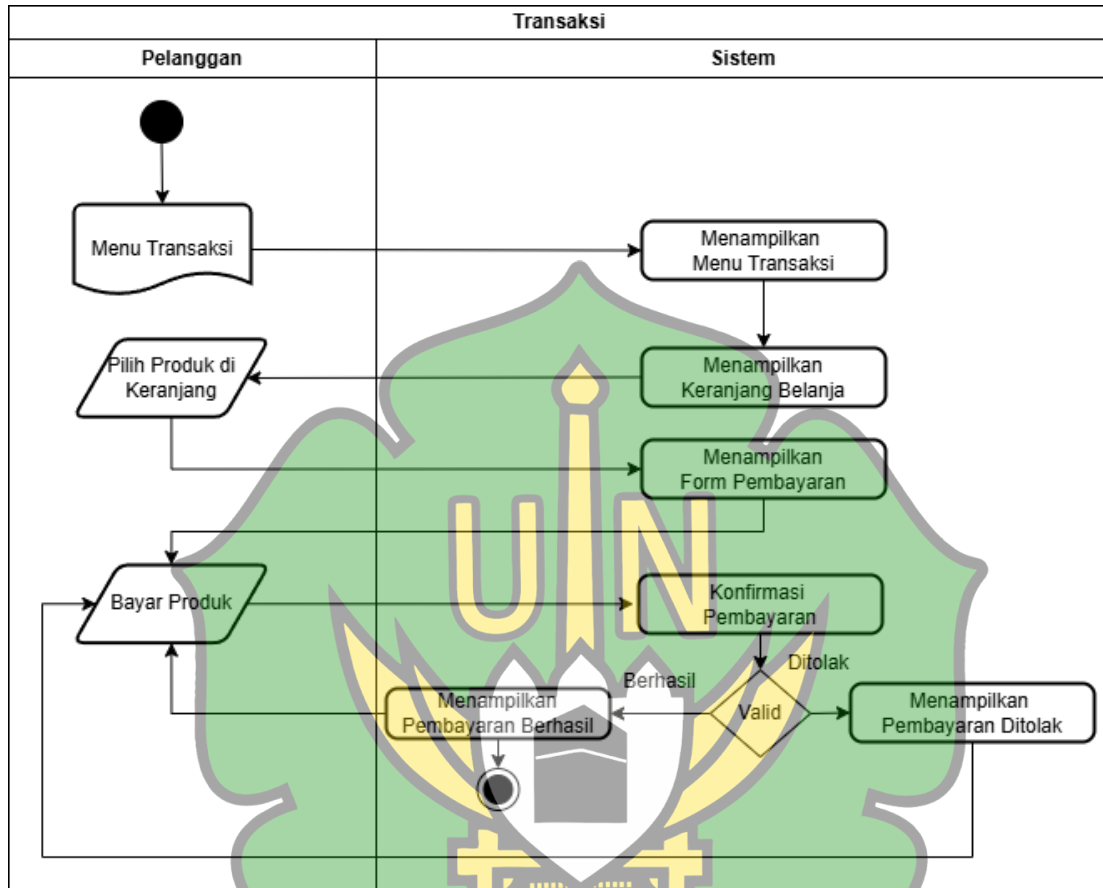 Transaksi
Pelanggan
Sistem
Menu Transaksi
Menampilkan
Menu Transaksi
Pilih Produk di
Keranjang
Menampilkan
Keranjang Belanja
Menampilkan
Form Pembayaran
UIN
Bayar Produk
Konfirmasi
Pembayaran
Ditolak
Berhasil
Valid
Menampilkan
Pembayaran Berhasil
Menampilkan
Pembayaran Ditolak